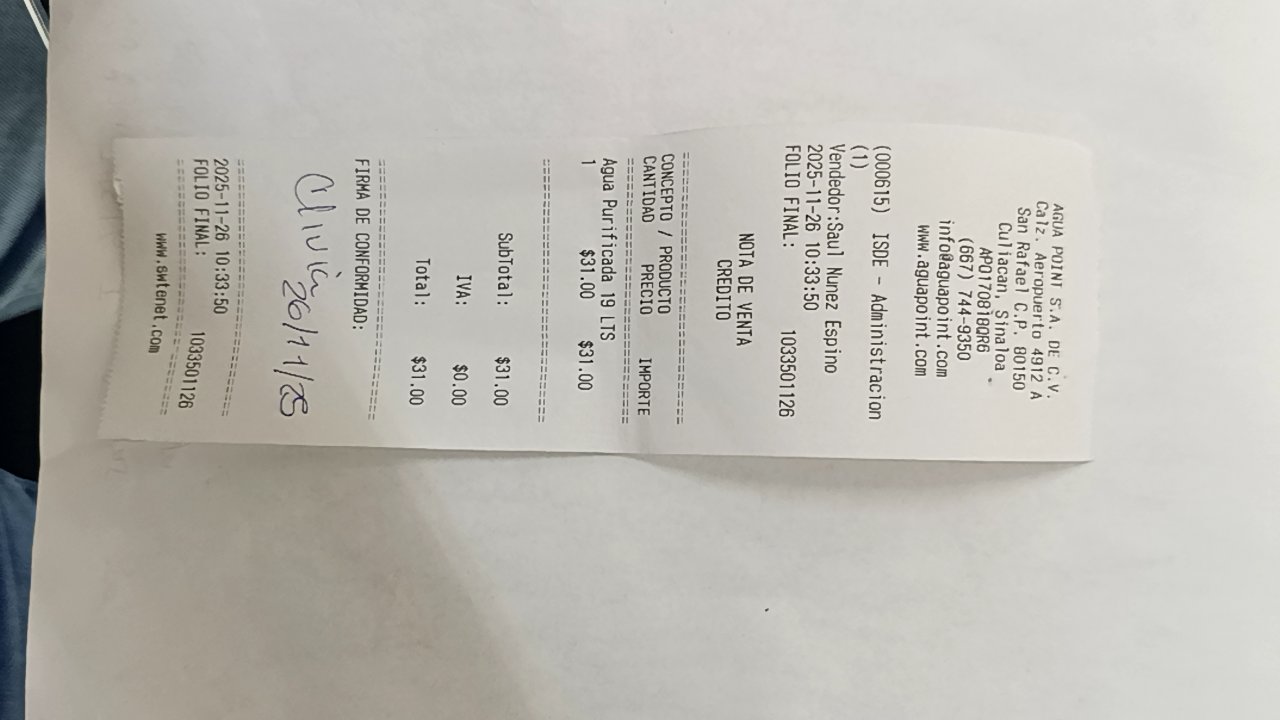 AGUA POINT S.A. DE C.V.
Calz. Aeropuerto 4912 A
San Rafael C.P. 80150
Culiacan, Sinaloa
APO170818QR6
(667) 744-9350
info@aguapoint.com
www.aguapoint.com
(000615) ISDE - Administracion
(1)
Vendedor:Saul Nunez Espino
2025-11-26 10:33:50
FOLIO FINAL: 1033501126
NOTA DE VENTA
CREDITO
CONCEPTO / PRODUCTO
CANTIDAD PRECIO IMPORTE
Agua Purificada 19 LTS
1 $31.00 $31.00
SubTotal: $31.00
IVA: $0.00
Total: $31.00
FIRMA DE CONFORMIDAD:
26/11/25
2025-11-26 10:33:50
FOLIO FINAL: 1033501126
www.swtenet.com